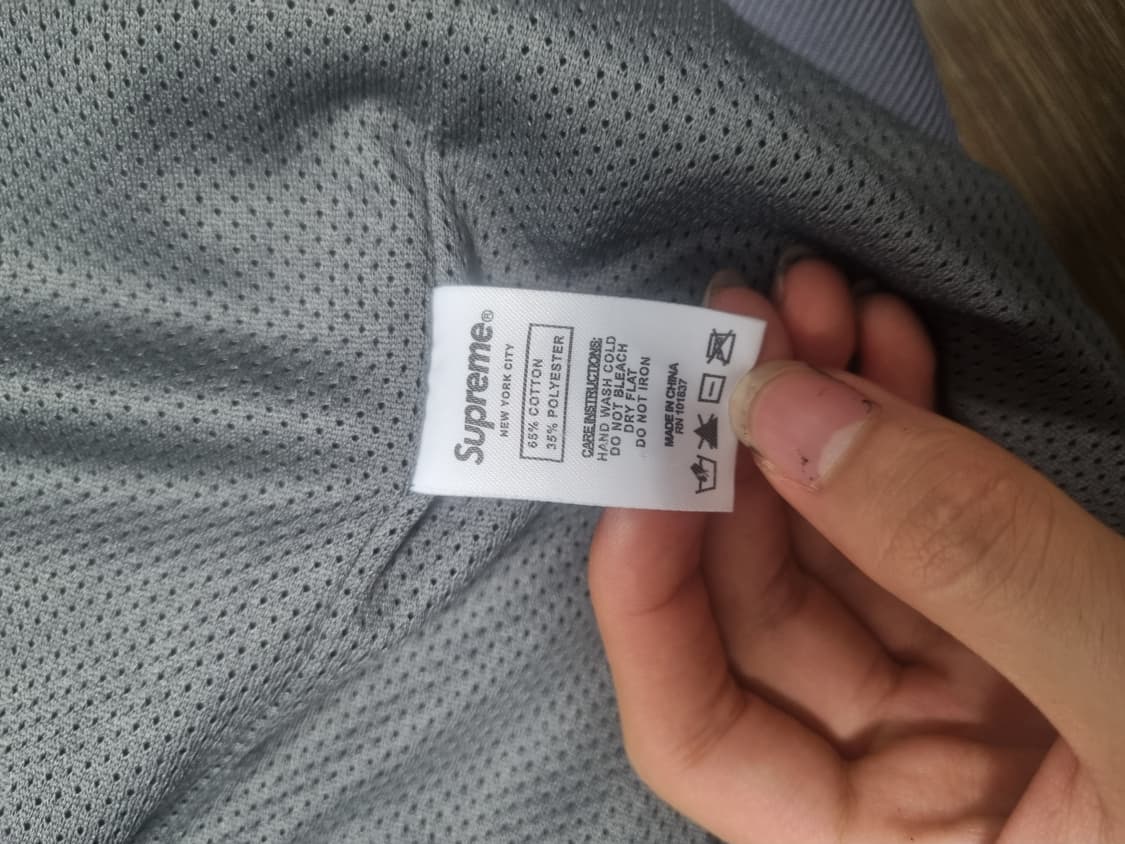 Supreme®
NEW YORK CITY
65% COTTON
35% POLYESTER
CARE INSTRUCTIONS:
HAND WASH COLD
DO NOT BLEACH
DRY FLAT
DO NOT IRON
MADE IN CHINA
RN 101837